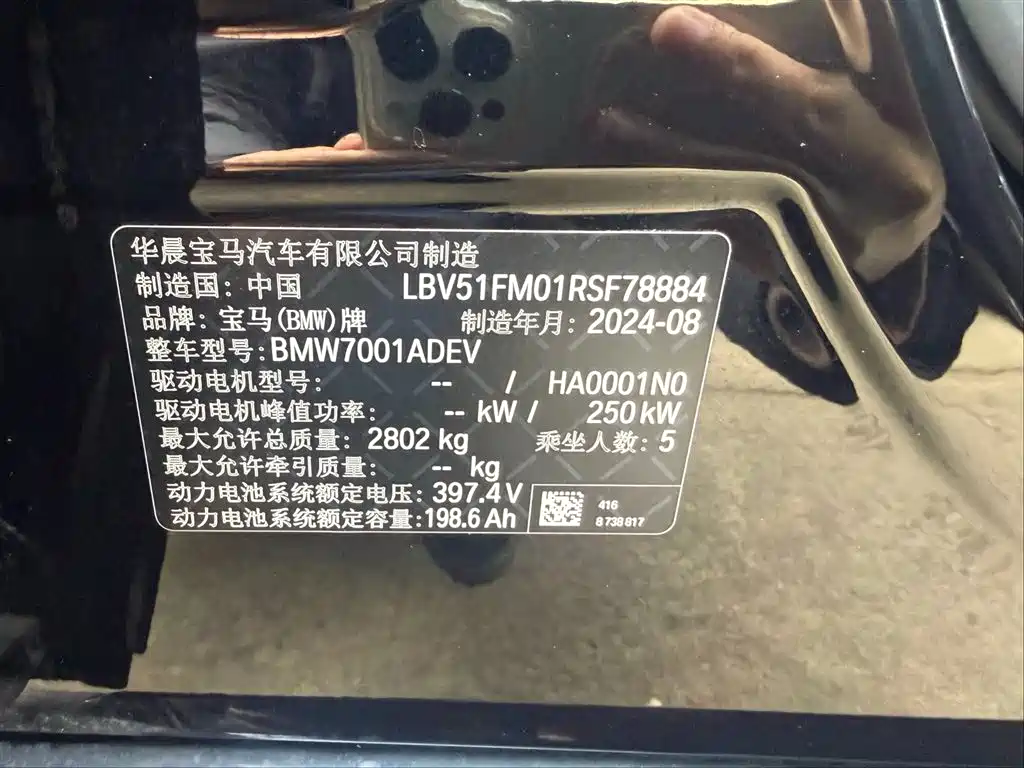 华晨宝马汽车有限公司制造
制造国: 中国 LBV51FM01RSF78884
品牌: 宝马(BMW)牌 制造年月: 2024-08
整车型号:BMW7001ADEV
驱动电机型号: -- / HA0001N0
驱动电机峰值功率: -- kW / 250 kW
最大允许总质量: 2802 kg 乘坐人数: 5
最大允许牵引质量: -- kg
动力电池系统额定电压: 397.4 V
动力电池系统额定容量:198.6 Ah
416
8738817